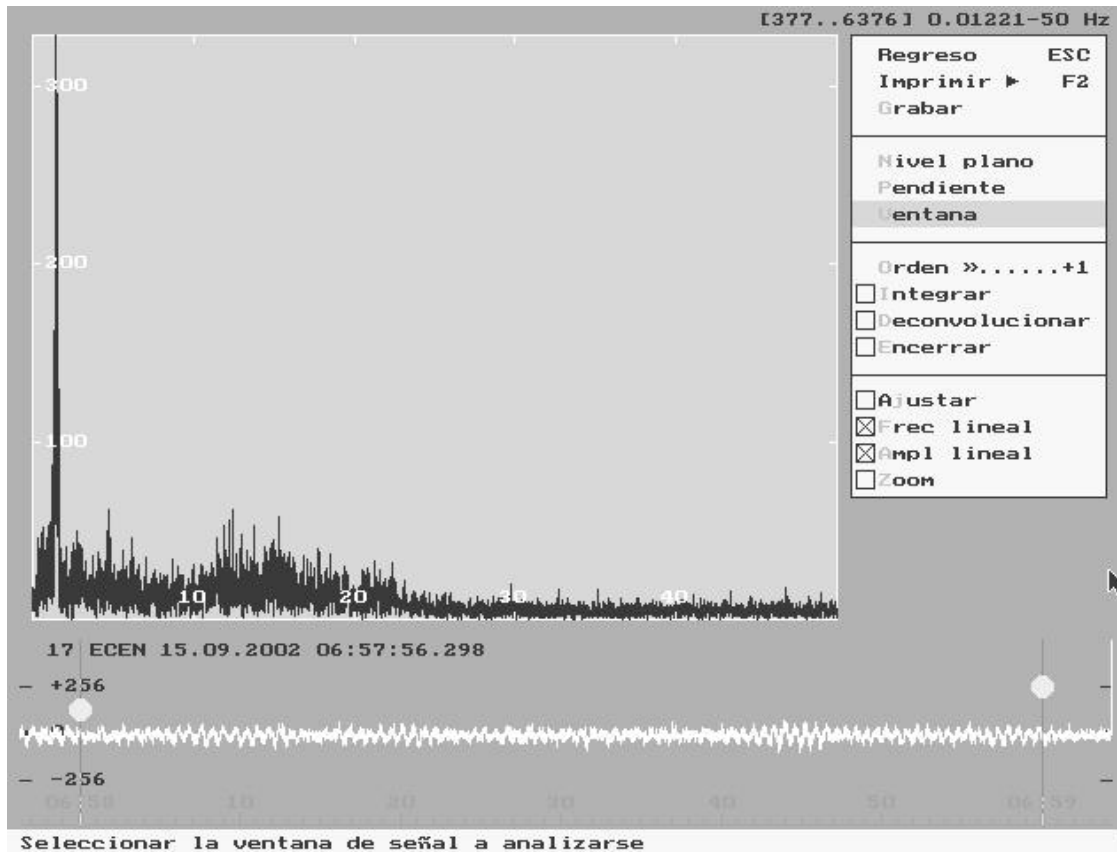 [377..6376] 0.01221-50 Hz
Regreso ESC
Imprimir ▶ F2
Grabar
Nivel plano
Pendiente
Ventana
Orden »......+1
Integrar
Deconvolucionar
Encerrar
Ajustar
Frec lineal
Ampl lineal
Zoom
300
200
100
10 20 30 40
17 ECEN 15.09.2002 06:57:56.298
+256
0
-256
06:58 10 20 30 40 50 06:59
Seleccionar la ventana de señal a analizarse